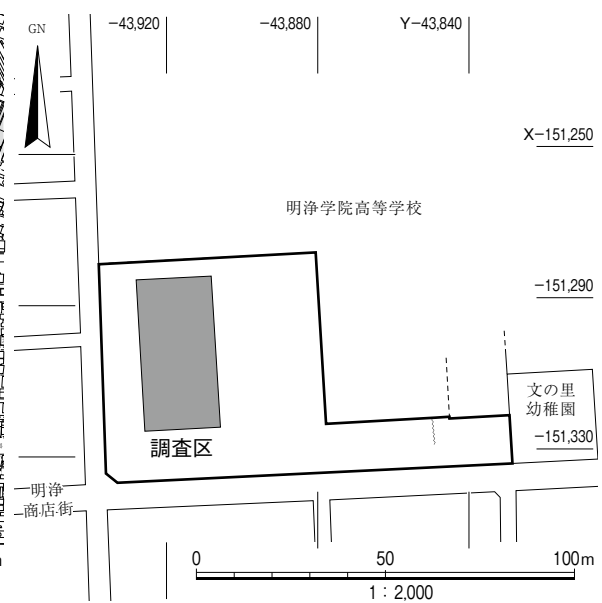 GN
−43,920
−43,880
Y−43,840
X−151,250
明浄学院高等学校
−151,290
文の里
幼稚園
−151,330
調査区
明浄
商店街
0
50
100m
1：2,000